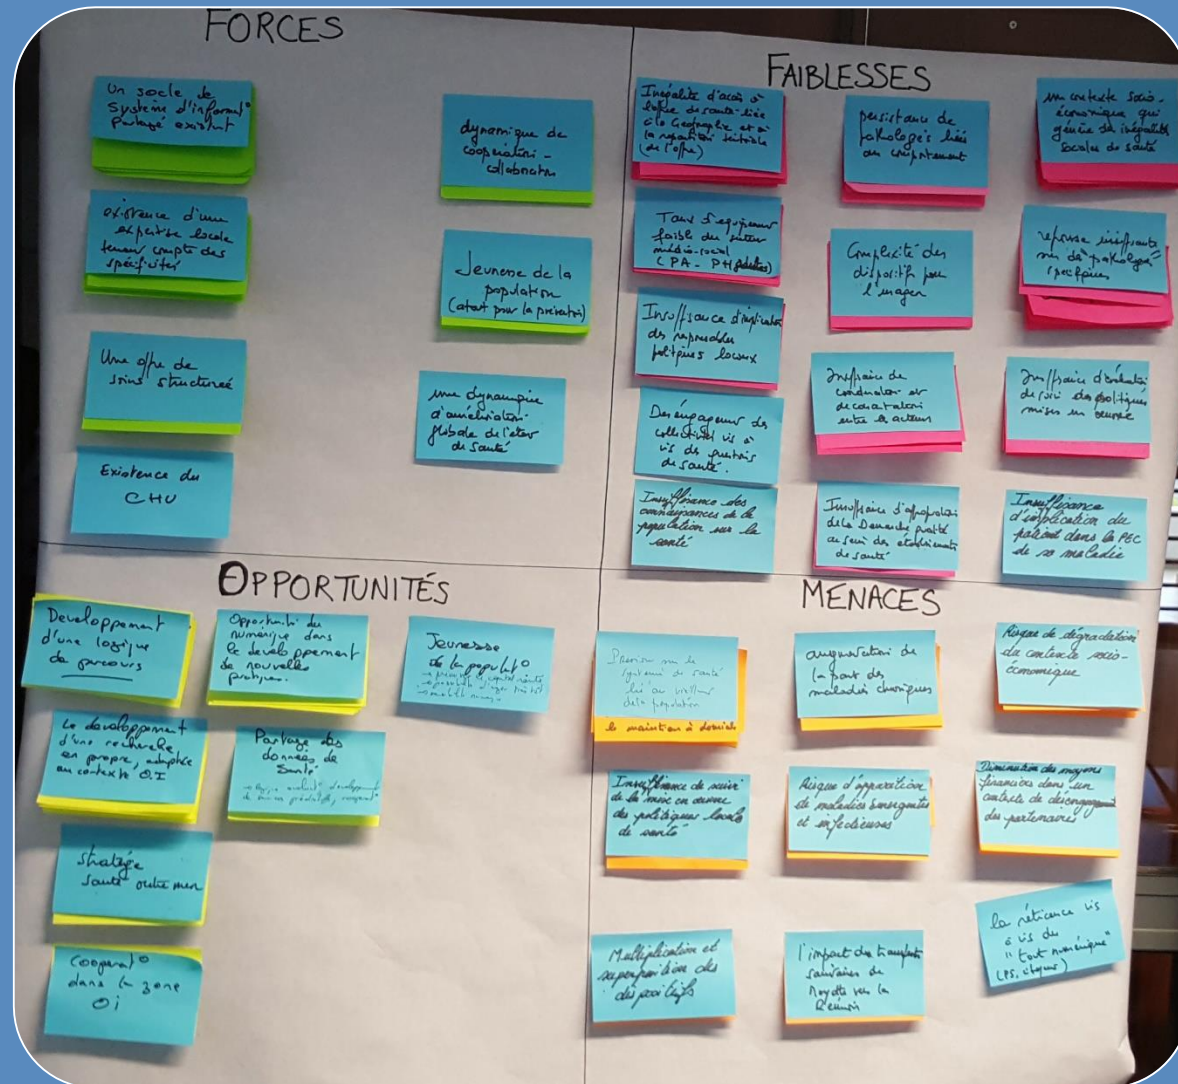 FORCES
Un socle de
Système d'informat°
partagé existant
dynamique de
coopération -
collaboration
existence d'une
expertise locale
tenant compte des
spécificités
Jeunesse de la
population
(atout pour la prévention)
Une offre de
soins structurée
une dynamique
d'amélioration
globale de l'état
de santé
Existence du
CHU
FAIBLESSES
Inégalité d'accès à
l'offre de santé liée
à la Géographie et à
la répartition
(de l'offre)
persistance de
pathologies liées
au comportement
un contexte socio-
économique qui
génère des inégalités
sociales de santé
Taux d'équipement
faible du secteur
médico-social
(PA - PH adultes)
Complexité des
dispositifs pour
l'usager
réponse insuffisante
sur des "pathologies"
spécifiques
Insuffisance d'implication
des responsables
politiques locaux
Insuffisance de
coordination et
de concertation
entre les acteurs
Insuffisance d'évaluation
de suivi des politiques
mises en oeuvre
Désengagement des
collectivités vis à
vis des questions
de santé.
Insuffisance des
connaissances de la
population sur la
santé
Insuffisance d'appropriation
de la Démarche qualité
au sein des établissements
de santé
Insuffisance
d'implication du
patient dans la PEC
de sa maladie
OPPORTUNITÉS
Developpement
d'une logique
de parcours
Opportunité du
numérique dans
le developpement
de nouvelles
pratiques.
Jeunesse
de la populat°
Le developpement
d'une recherche
en propre, adaptée
au contexte O.I
Partage des
données de
Santé
stratégie
santé outre mer
Coopérat°
dans la zone
OI
MENACES
Pression sur le
système de santé
lié au
de la population
le maintien à domicile
augmentation de
la part des
maladies chroniques
Risque de dégradation
du contexte socio-
économique
Insuffisance de suivi
de la mise en oeuvre
des politiques locales
de santé
Risque d'apparition
de maladies émergentes
et infectieuses
Diminution des moyens
financiers dans un
contexte de désengagement
des partenaires
Multiplication et
superposition des
dispositifs
l'impact des transferts
sanitaires de
Mayotte vers la
Réunion
la réticence vis
à vis du
"tout numérique"
(PS, citoyens)